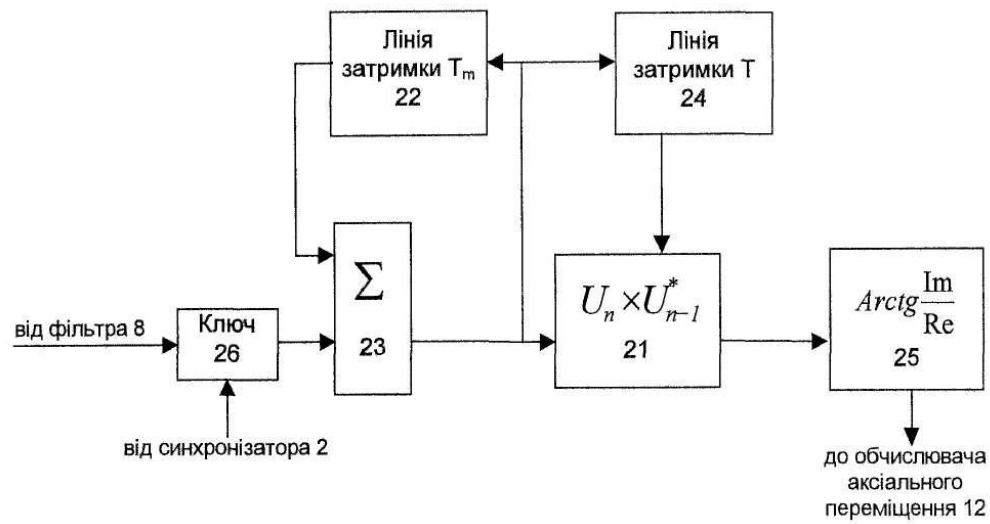 Лінія
затримки Tm
22
Лінія
затримки T
24
від фільтра 8
Ключ
26
від синхронізатора 2
Σ
23
Un × U*n-1
21
Arctg Im/Re
25
до обчислювача
аксіального
переміщення 12